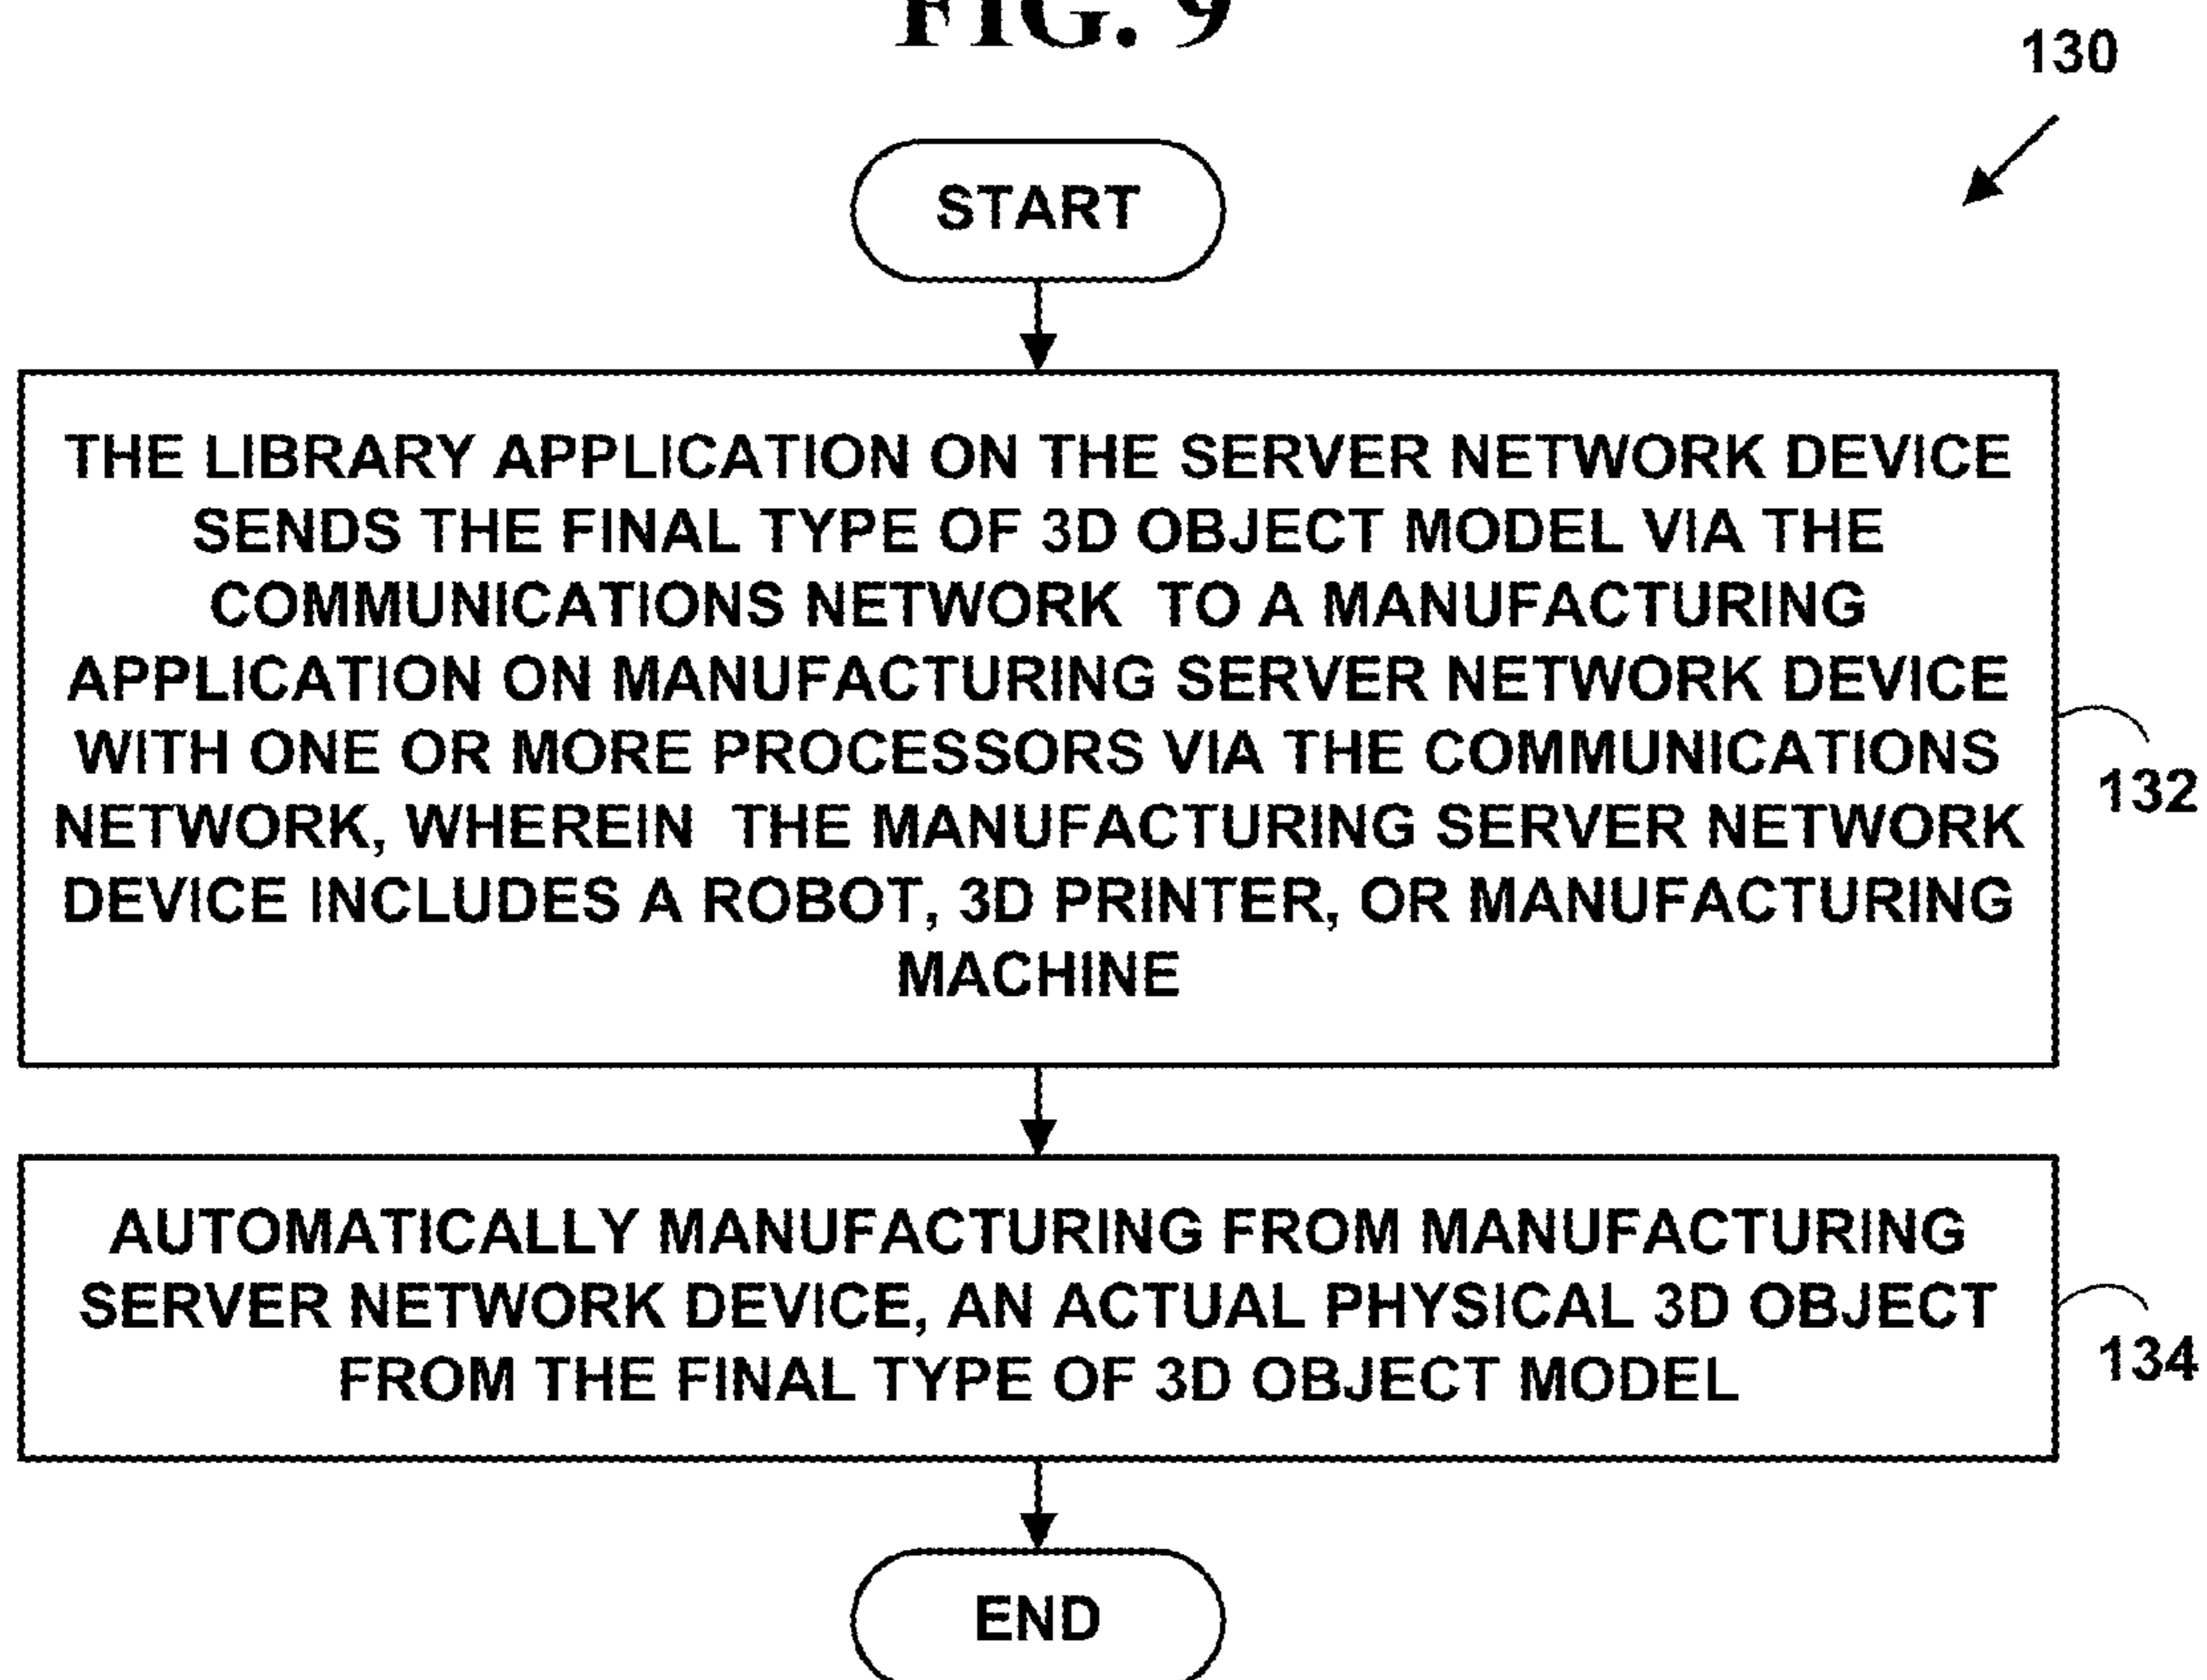 FIG. 9
130
START
THE LIBRARY APPLICATION ON THE SERVER NETWORK DEVICE
SENDS THE FINAL TYPE OF 3D OBJECT MODEL VIA THE
COMMUNICATIONS NETWORK TO A MANUFACTURING
APPLICATION ON MANUFACTURING SERVER NETWORK DEVICE
WITH ONE OR MORE PROCESSORS VIA THE COMMUNICATIONS
NETWORK, WHEREIN THE MANUFACTURING SERVER NETWORK
DEVICE INCLUDES A ROBOT, 3D PRINTER, OR MANUFACTURING
MACHINE
132
AUTOMATICALLY MANUFACTURING FROM MANUFACTURING
SERVER NETWORK DEVICE, AN ACTUAL PHYSICAL 3D OBJECT
FROM THE FINAL TYPE OF 3D OBJECT MODEL
134
END